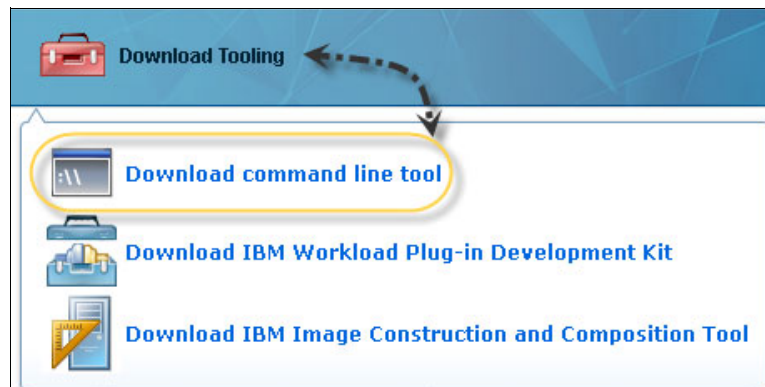 Download Tooling
:\\
Download command line tool
Download IBM Workload Plug-in Development Kit
Download IBM Image Construction and Composition Tool